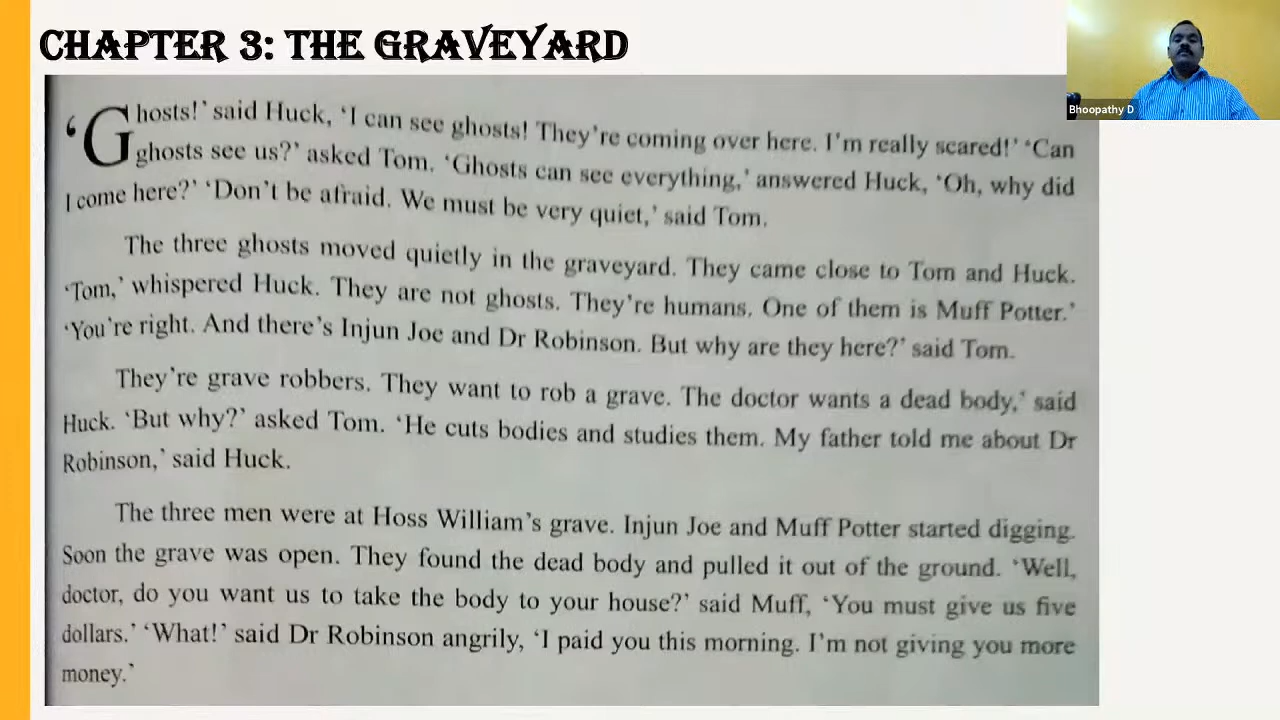 CHAPTER 3: THE GRAVEYARD
Bhoopathy D
‘Ghosts!’ said Huck, ‘I can see ghosts! They’re coming over here. I’m really scared!’ ‘Can
ghosts see us?’ asked Tom. ‘Ghosts can see everything,’ answered Huck, ‘Oh, why did
I come here?’ ‘Don’t be afraid. We must be very quiet,’ said Tom.
The three ghosts moved quietly in the graveyard. They came close to Tom and Huck.
‘Tom,’ whispered Huck. They are not ghosts. They’re humans. One of them is Muff Potter.’
‘You’re right. And there’s Injun Joe and Dr Robinson. But why are they here?’ said Tom.
They’re grave robbers. They want to rob a grave. The doctor wants a dead body,’ said
Huck. ‘But why?’ asked Tom. ‘He cuts bodies and studies them. My father told me about Dr
Robinson,’ said Huck.
The three men were at Hoss William’s grave. Injun Joe and Muff Potter started digging.
Soon the grave was open. They found the dead body and pulled it out of the ground. ‘Well,
doctor, do you want us to take the body to your house?’ said Muff, ‘You must give us five
dollars.’ ‘What!’ said Dr Robinson angrily, ‘I paid you this morning. I’m not giving you more
money.’